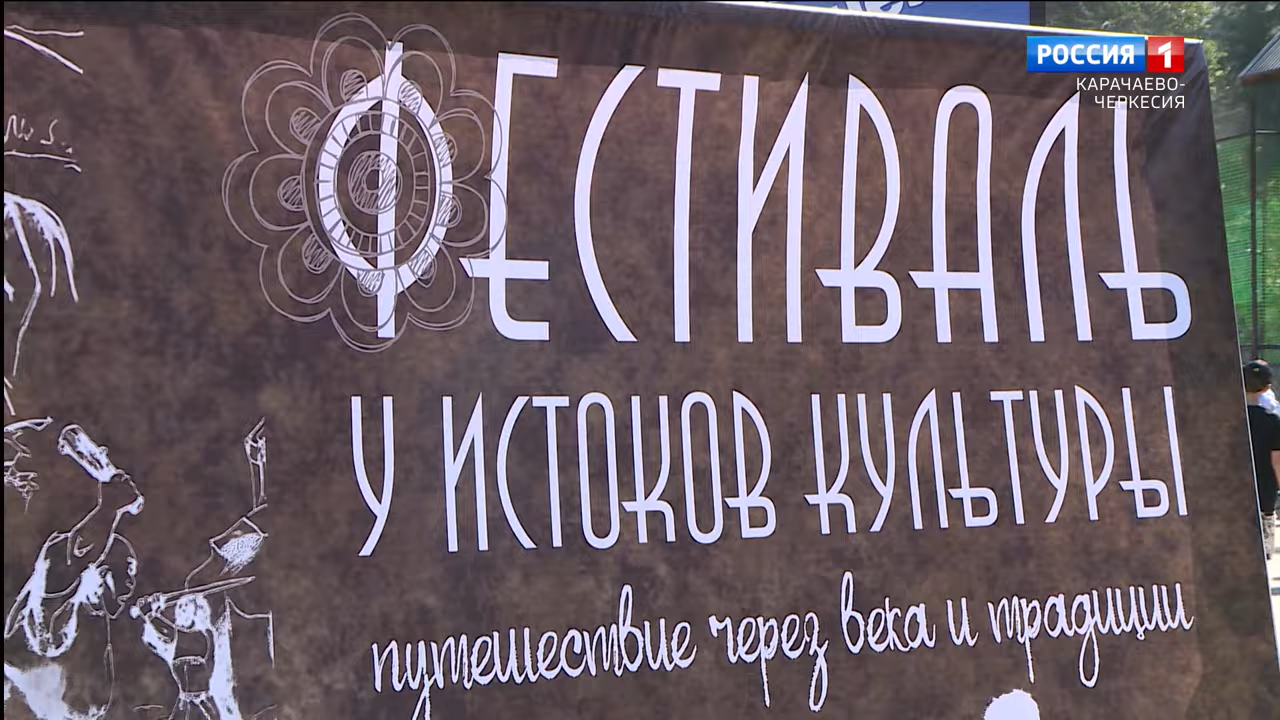 РОССИЯ 1
КАРАЧАЕВО-
ЧЕРКЕСИЯ
ФЕСТИВАЛЬ
У ИСТОКОВ КУЛЬТУРЫ
путешествие через века и традиции